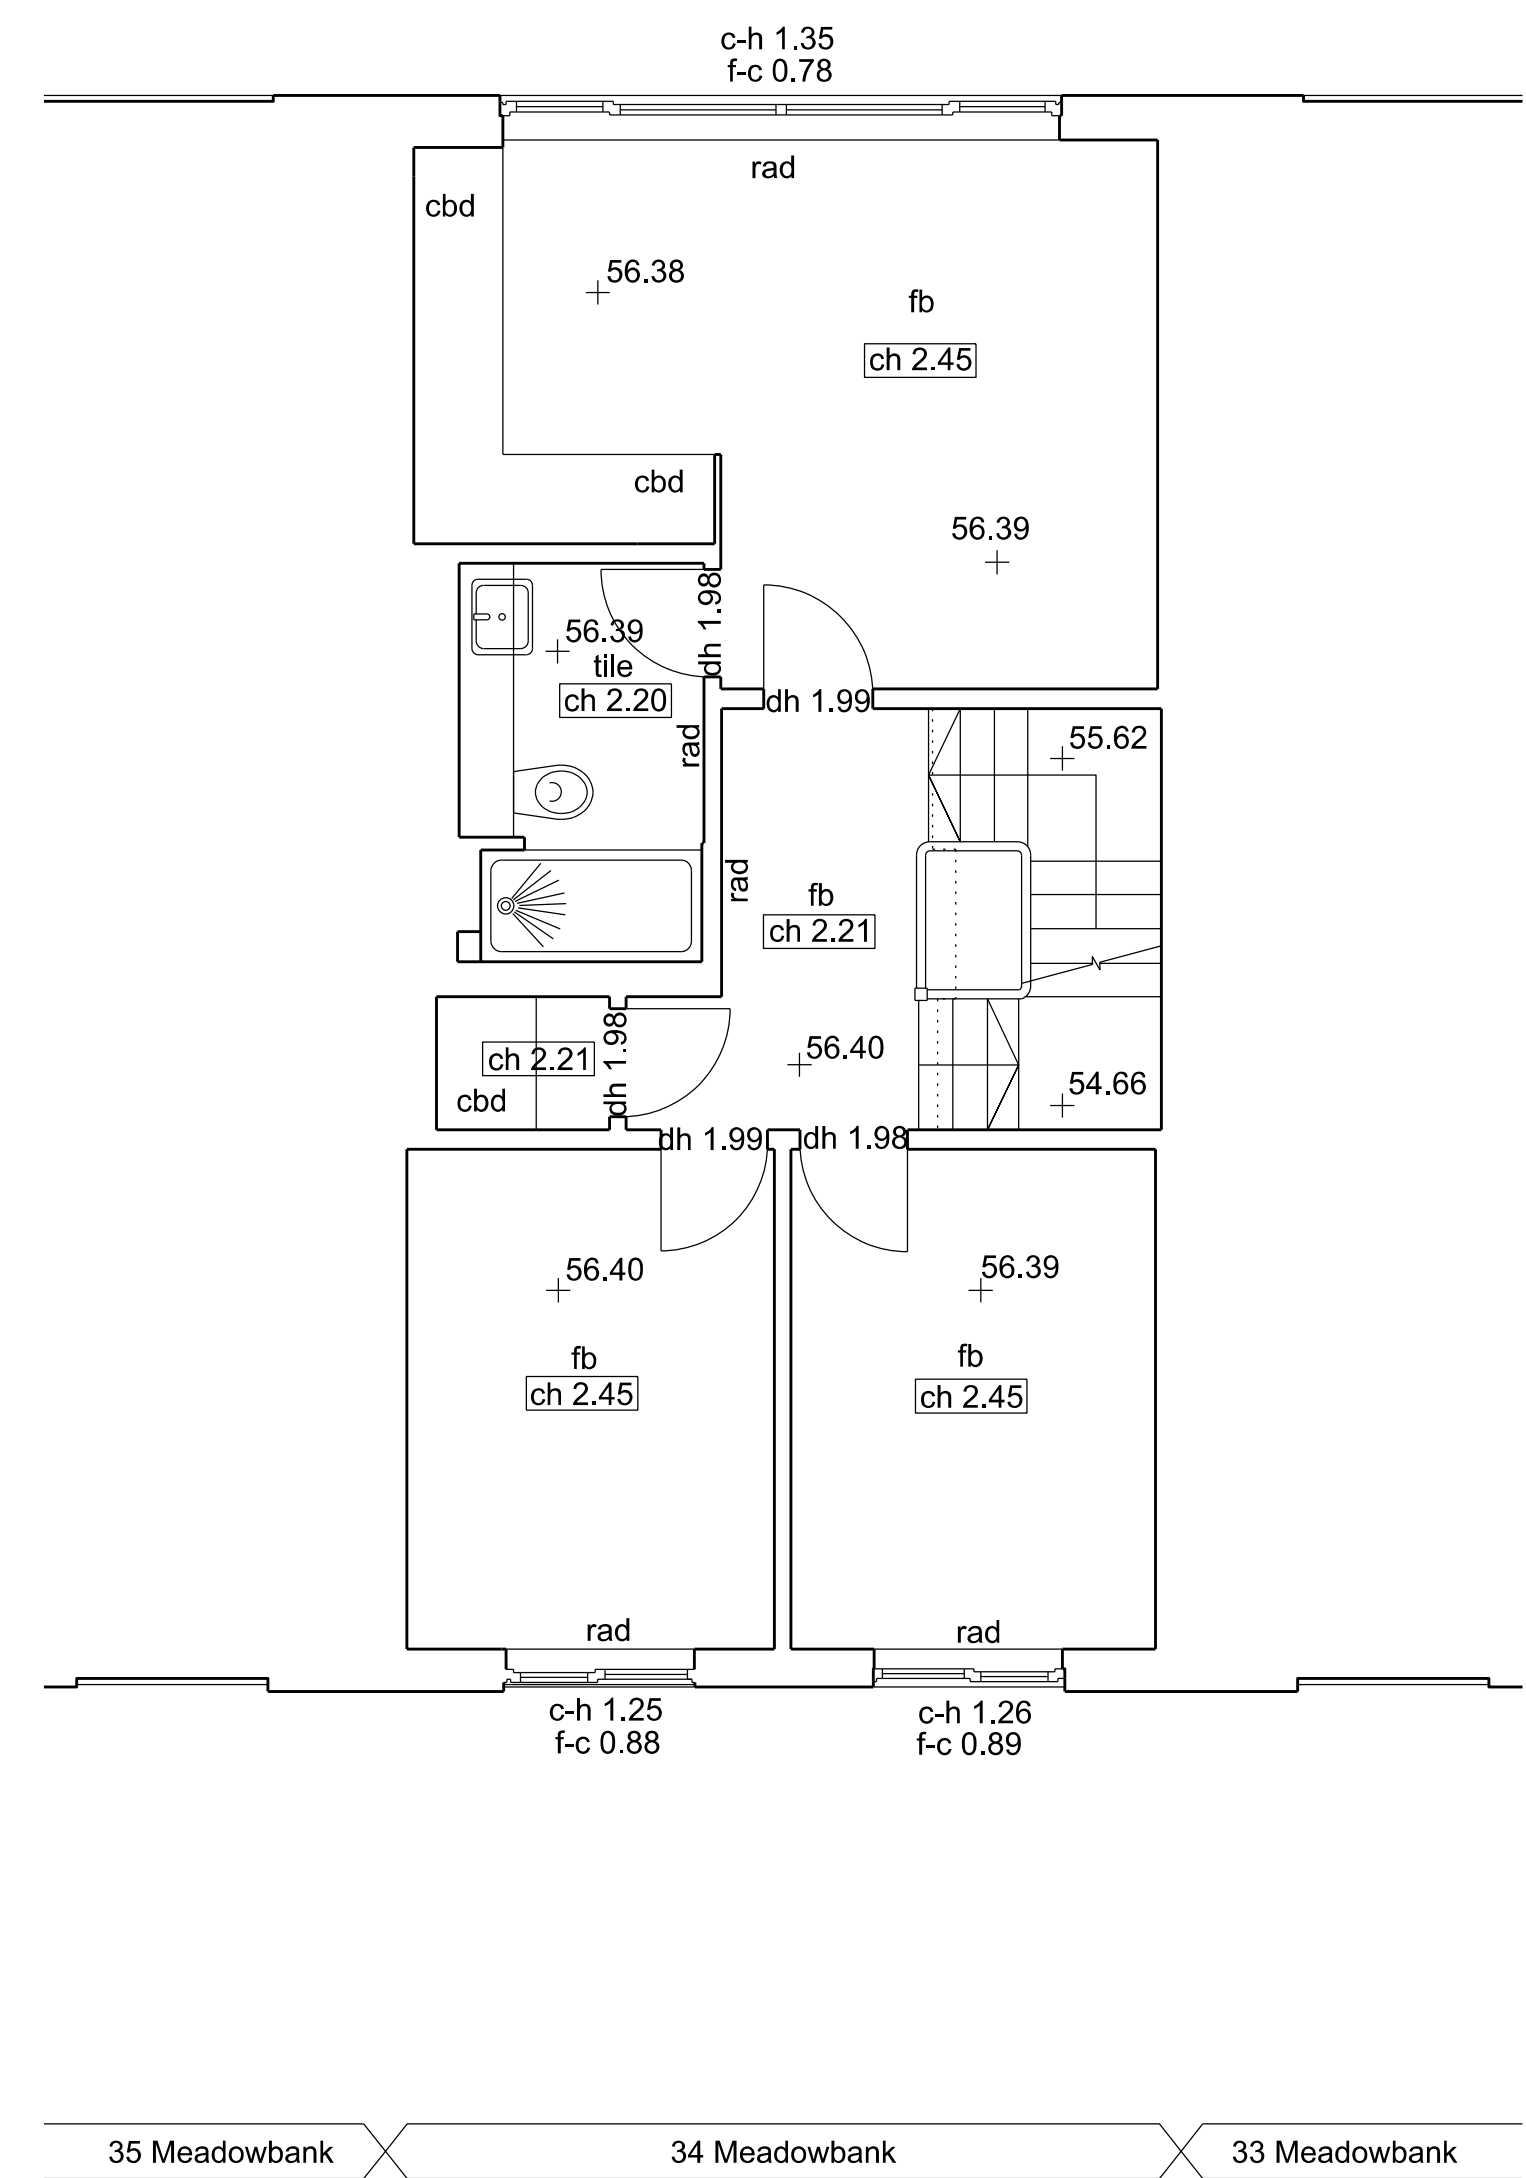 c-h 1.35
f-c 0.78
rad
cbd
56.38
fb
ch 2.45
cbd
56.39
dh 1.98
56.39
tile
ch 2.20
dh 1.99
rad
55.62
rad
fb
ch 2.21
56.40
ch 2.21
dh 1.98
cbd
54.66
dh 1.99
dh 1.98
56.40
56.39
fb
ch 2.45
fb
ch 2.45
rad
rad
c-h 1.25
f-c 0.88
c-h 1.26
f-c 0.89
35 Meadowbank
34 Meadowbank
33 Meadowbank